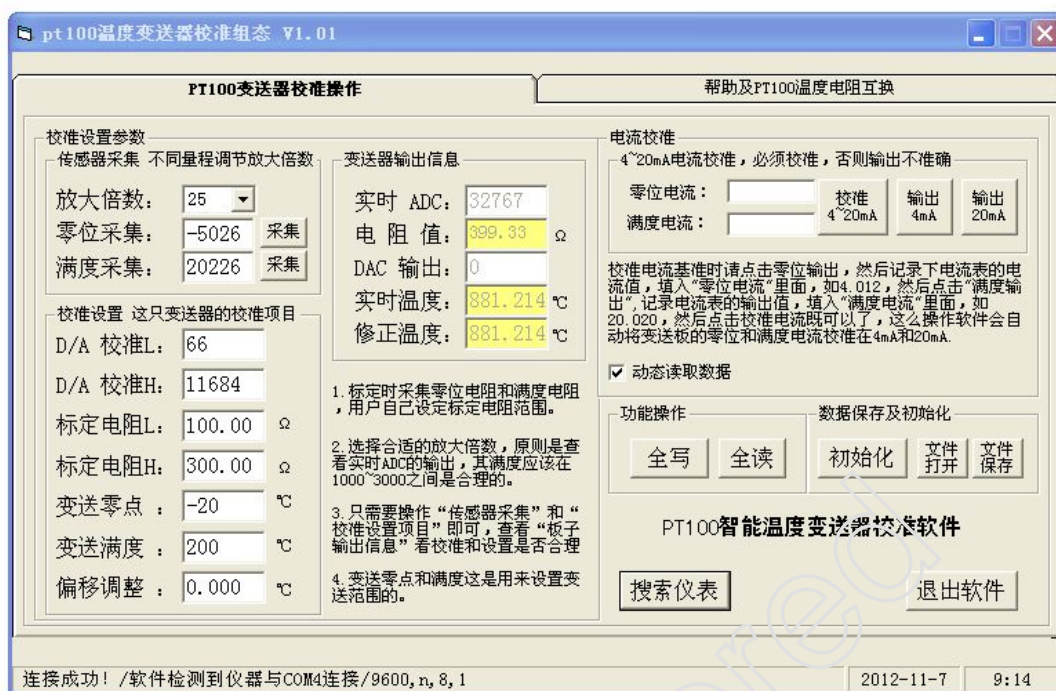 pt100温度变送器校准组态 V1.01
PT100变送器校准操作
帮助及PT100温度电阻互换
校准设置参数
传感器采集 不同量程调节放大倍数
放大倍数： 25
零位采集： -5026 采集
满度采集： 20226 采集
校准设置 这只变送器的校准项目
D/A 校准L: 66
D/A 校准H: 11684
标定电阻L: 100.00 Ω
标定电阻H: 300.00 Ω
变送零点 : -20 ℃
变送满度 : 200 ℃
偏移调整 : 0.000 ℃
变送器输出信息
实时 ADC: 32767
电 阻 值: 399.33 Ω
DAC 输出: 0
实时温度: 881.214 ℃
修正温度: 881.214 ℃
1.标定时采集零位电阻和满度电阻
，用户自己设定标定电阻范围。
2.选择合适的放大倍数，原则是查
看实时ADC的输出，其满度应该在
1000~3000之间是合理的。
3.只需要操作“传感器采集”和“
校准设置项目”即可，查看“板子
输出信息”看校准和设置是否合理
4.变送零点和满度这是用来设置变
送范围的。
电流校准
4~20mA电流校准，必须校准，否则输出不准确
零位电流：
满度电流：
校准
4~20mA
输出
4mA
输出
20mA
校准电流基准时请点击零位输出，然后记录下电流表的电
流值，填入“零位电流”里面，如4.012，然后点击“满度输
出”,记录电流表的输出值，填入“满度电流”里面，如
20.020，然后点击校准电流既可以了，这么操作软件会自
动将变送板的零位和满度电流校准在4mA和20mA.
动态读取数据
功能操作
全写 全读
数据保存及初始化
初始化
文件
打开
文件
保存
PT100智能温度变送器校准软件
搜索仪表
退出软件
连接成功！/软件检测到仪器与COM4连接/9600,n,8,1
2012-11-7
9:14